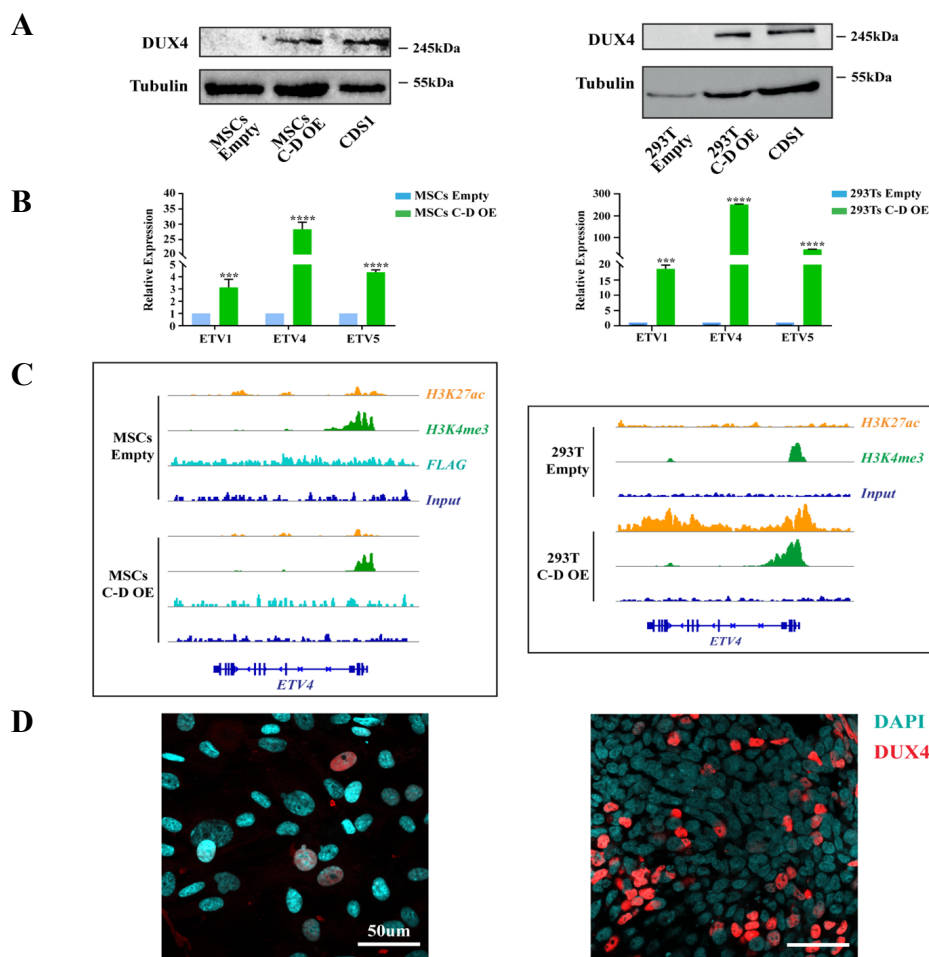 A
DUX4
245kDa
Tubulin
55kDa
MSCs Empty
MSCs C-D OE
CDS1
DUX4
245kDa
Tubulin
55kDa
293T Empty
293T C-D OE
CDS1
B
Relative Expression
40
35
30
25
20
5
4
3
2
1
0
***
****
****
ETV1
ETV4
ETV5
MSCs Empty
MSCs C-D OE
Relative Expression
300
200
100
20
15
10
5
0
***
****
****
ETV1
ETV4
ETV5
293Ts Empty
293Ts C-D OE
C
MSCs Empty
H3K27ac
H3K4me3
FLAG
Input
MSCs C-D OE
ETV4
293T Empty
H3K27ac
H3K4me3
Input
293T C-D OE
ETV4
D
50um
DAPI
DUX4